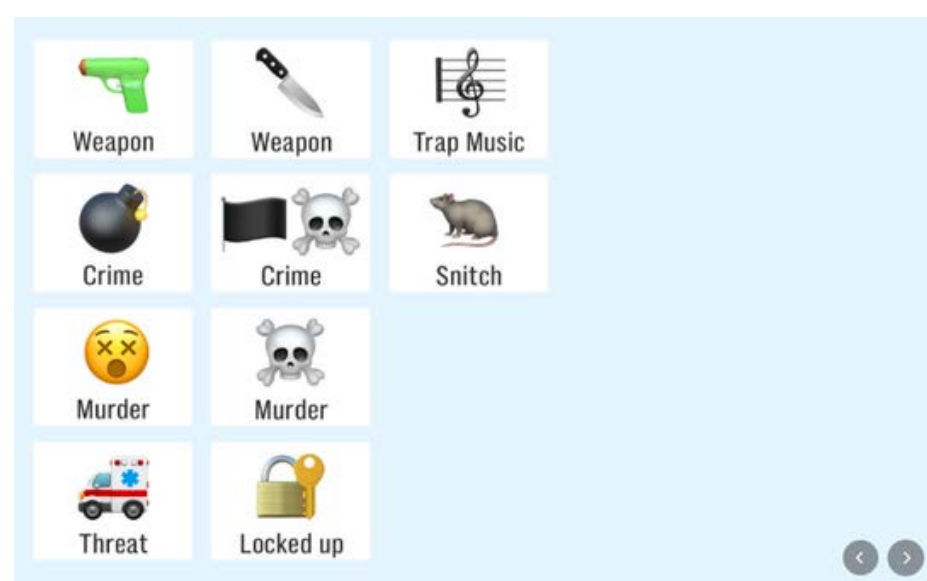 Weapon
Weapon
Trap Music
Crime
Crime
Snitch
Murder
Murder
Threat
Locked up